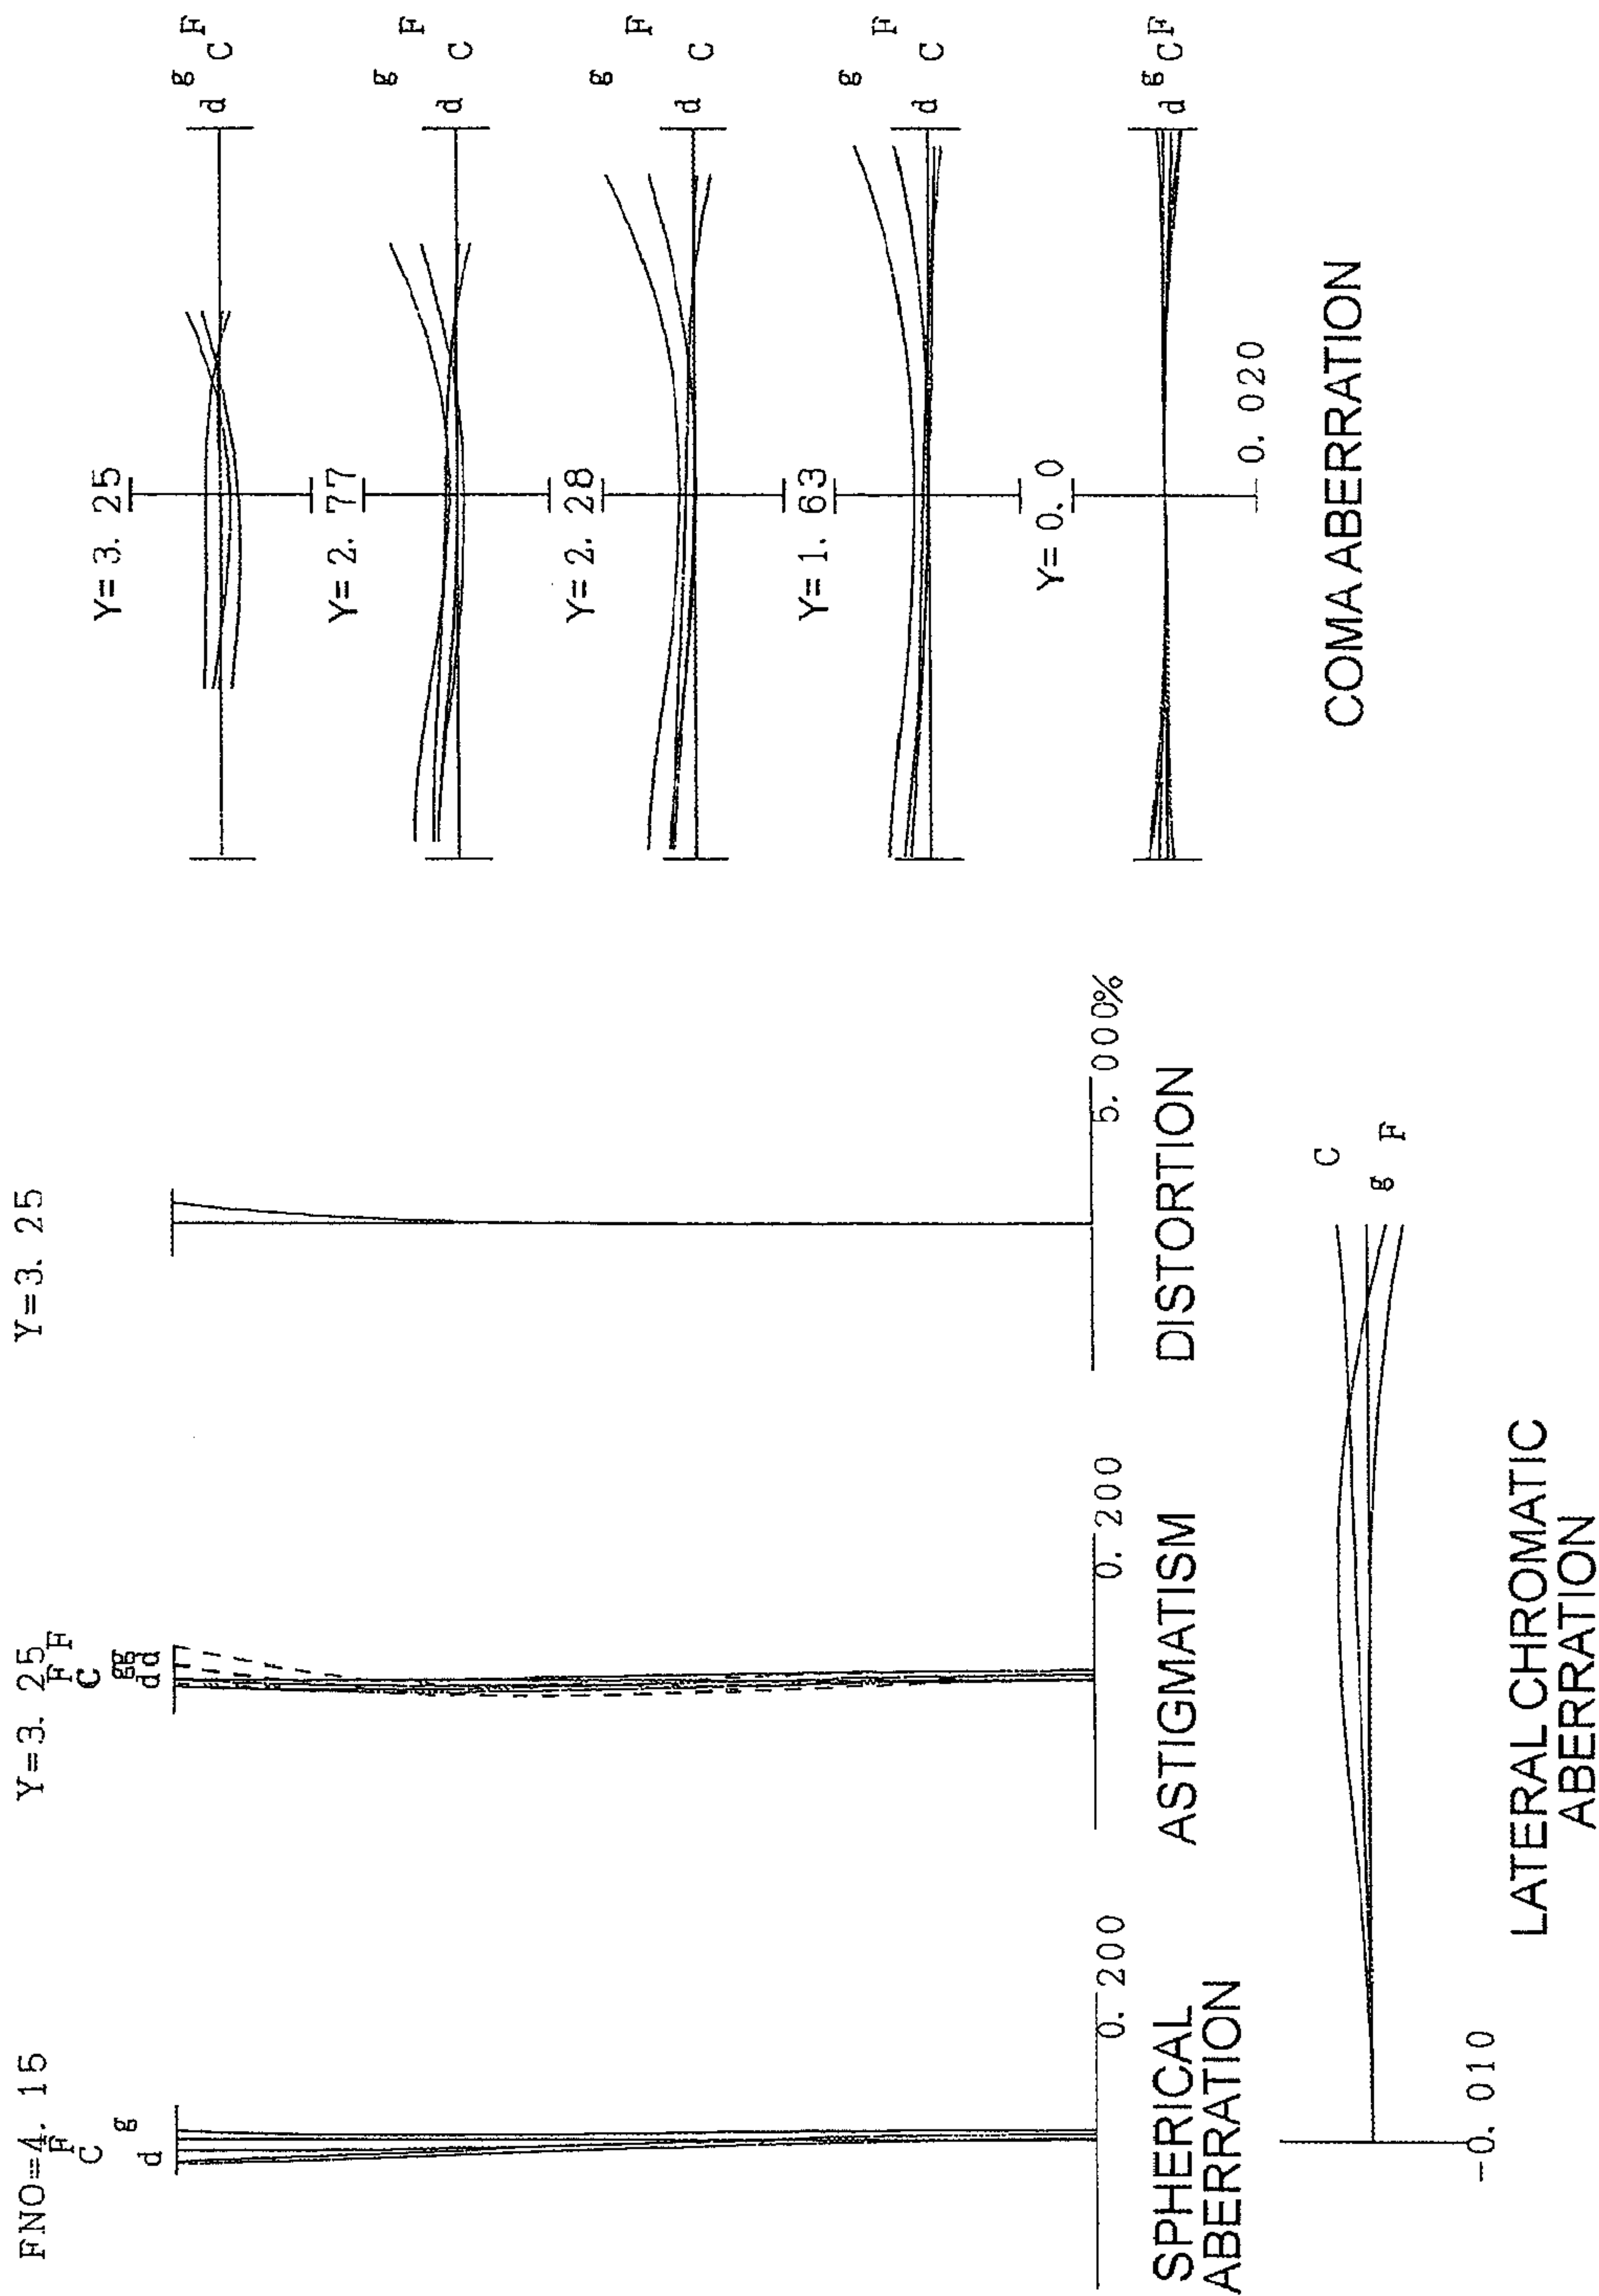 FNO=4. 15
F
C
g
d
0. 200
SPHERICAL
ABERRATION
Y=3. 25
F F
C
gg
d d
0. 200
ASTIGMATISM
Y=3. 25
5. 000%
DISTORTION
C
g
F
-0. 010
LATERAL CHROMATIC
ABERRATION
Y= 3. 25
F
g C
d
Y= 2. 77
F
g C
d
Y= 2. 28
F
g C
d
Y= 1. 63
F
g C
d
Y= 0. 0
g C F
d
0. 020
COMA ABERRATION